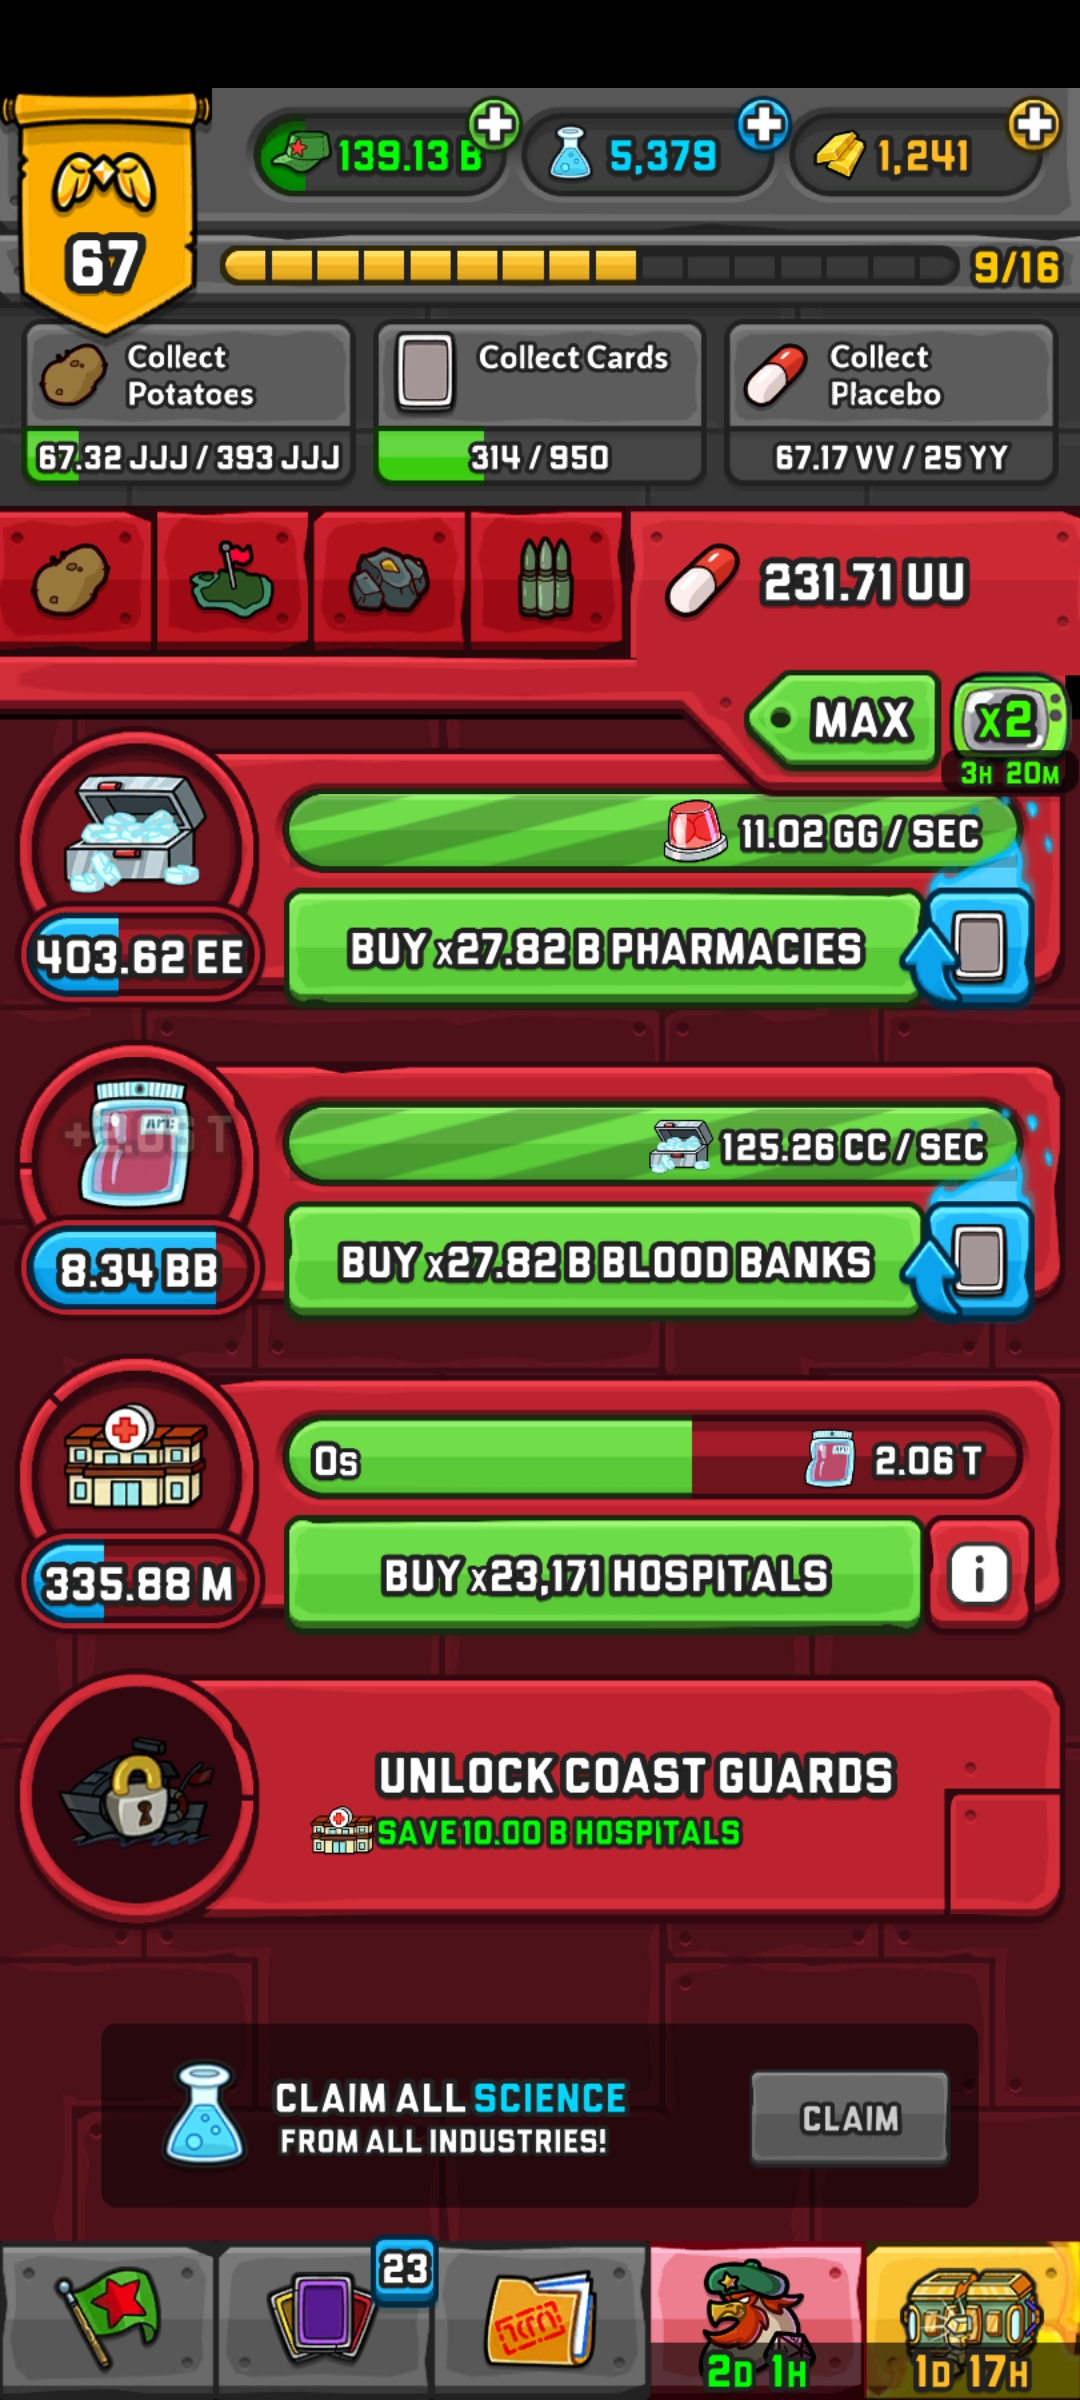 139.13 B
5,379
1,241
67
9/16
Collect
Potatoes
67.32 JJJ / 393 JJJ
Collect Cards
314 / 950
Collect
Placebo
67.17 VV / 25 YY
231.71 UU
MAX
x2
3H 20M
11.02 GG / SEC
403.62 EE
BUY x27.82 B PHARMACIES
+2.06 T
125.26 CC / SEC
8.34 BB
BUY x27.82 B BLOOD BANKS
0s
2.06 T
335.88 M
BUY x23,171 HOSPITALS
i
UNLOCK COAST GUARDS
SAVE 10.00 B HOSPITALS
CLAIM ALL SCIENCE
FROM ALL INDUSTRIES!
CLAIM
23
2D 1H
1D 17H